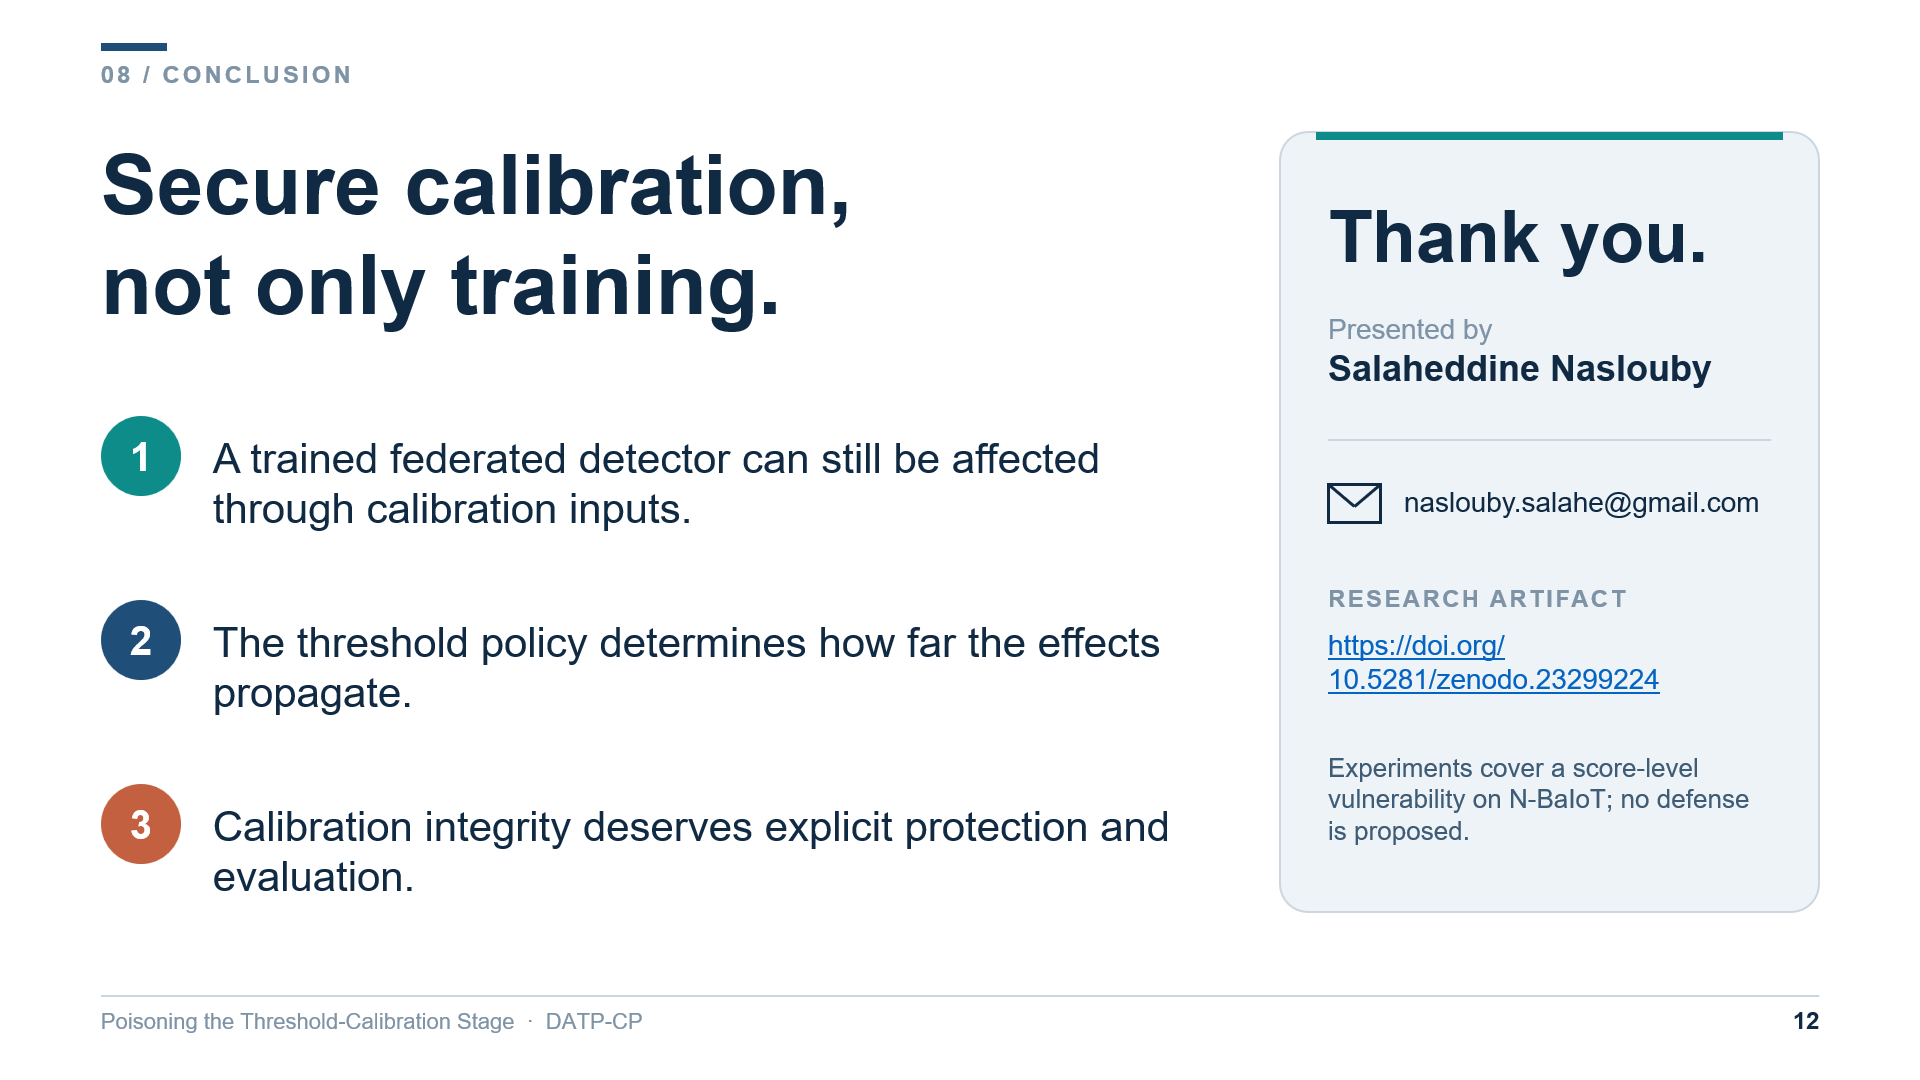 08 / CONCLUSION
Secure calibration,
not only training.
1
A trained federated detector can still be affected
through calibration inputs.
2
The threshold policy determines how far the effects
propagate.
3
Calibration integrity deserves explicit protection and
evaluation.
Thank you.
Presented by
Salaheddine Naslouby
naslouby.salahe@gmail.com
RESEARCH ARTIFACT
https://doi.org/
10.5281/zenodo.23299224
Experiments cover a score-level
vulnerability on N-BaIoT; no defense
is proposed.
Poisoning the Threshold-Calibration Stage · DATP-CP
12